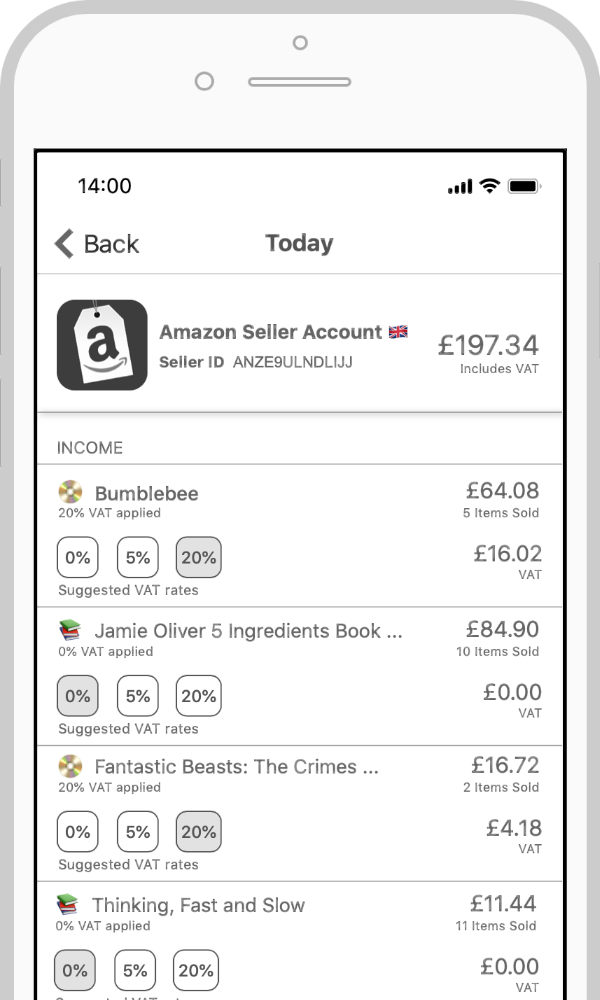 14:00
Back
Today
Amazon Seller Account
£197.34
Seller ID ANZE9ULNDLIJJ
Includes VAT
INCOME
Bumblebee
£64.08
20% VAT applied
5 Items Sold
0% 5% 20%
£16.02
VAT
Suggested VAT rates
Jamie Oliver 5 Ingredients Book ...
£84.90
0% VAT applied
10 Items Sold
0% 5% 20%
£0.00
VAT
Suggested VAT rates
Fantastic Beasts: The Crimes ...
£16.72
20% VAT applied
2 Items Sold
0% 5% 20%
£4.18
VAT
Suggested VAT rates
Thinking, Fast and Slow
£11.44
0% VAT applied
11 Items Sold
0% 5% 20%
£0.00
VAT